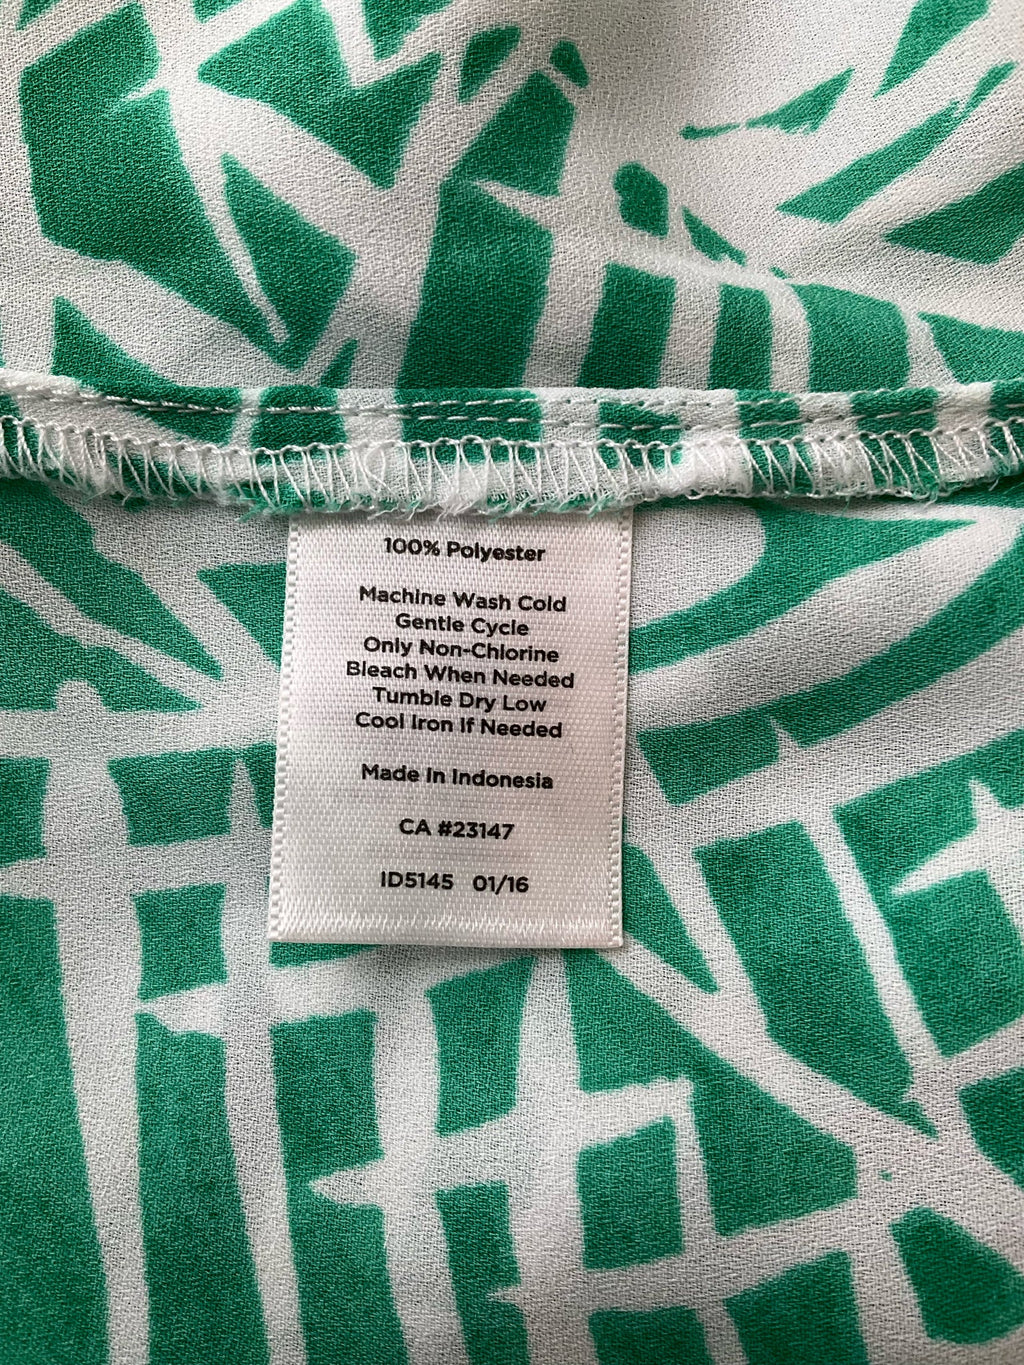 100% Polyester
Machine Wash Cold
Gentle Cycle
Only Non-Chlorine
Bleach When Needed
Tumble Dry Low
Cool Iron If Needed
Made In Indonesia
CA #23147
ID5145 01/16